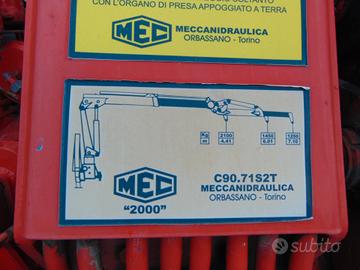 CON L'ORGANO DI PRESA APPOGGIATO A TERRA
MEC
MECCANIDRAULICA
ORBASSANO - Torino
kg 2100 1450 1250
m 4,41 6,01 7,10
MEC
"2000"
C90.71S2T
MECCANIDRAULICA
ORBASSANO - Torino
subito